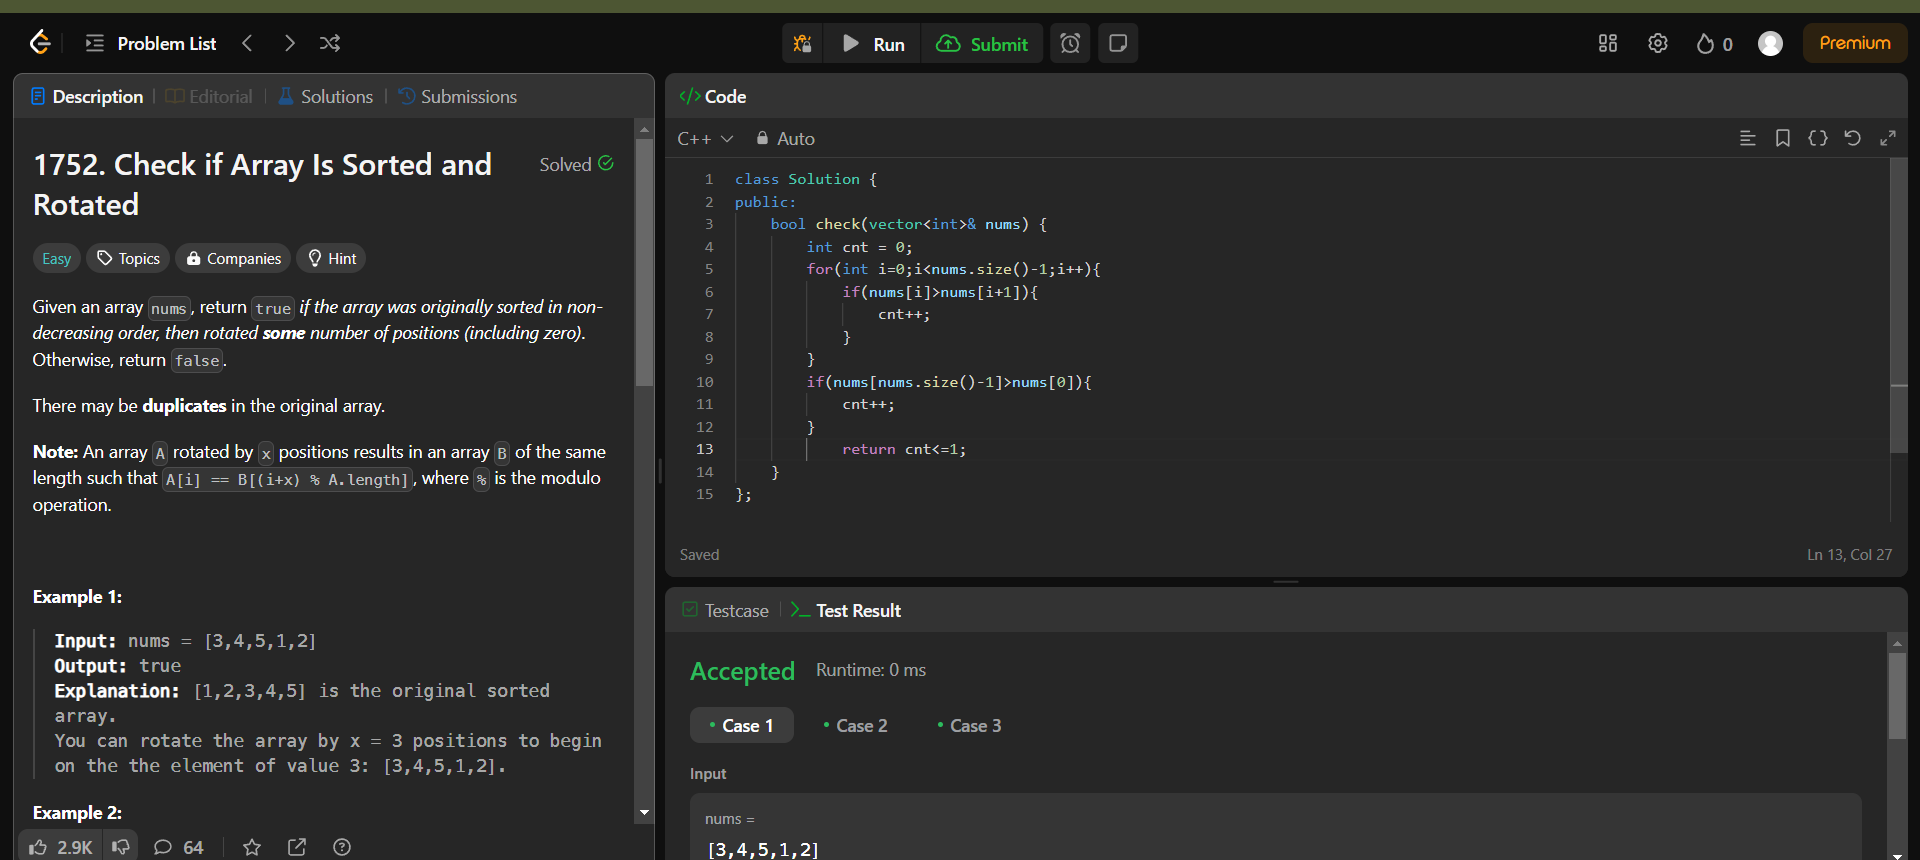 Problem List
Run
Submit
0
Premium
Description
Editorial
Solutions
Submissions
1752. Check if Array Is Sorted and
Rotated
Solved
Easy
Topics
Companies
Hint
Given an array nums, return true if the array was originally sorted in non-
decreasing order, then rotated some number of positions (including zero).
Otherwise, return false.
There may be duplicates in the original array.
Note: An array A rotated by x positions results in an array B of the same
length such that A[i] == B[(i+x) % A.length], where % is the modulo
operation.
Example 1:
Input: nums = [3,4,5,1,2]
Output: true
Explanation: [1,2,3,4,5] is the original sorted
array.
You can rotate the array by x = 3 positions to begin
on the the element of value 3: [3,4,5,1,2].
Example 2:
2.9K
64
</> Code
C++
Auto
1 class Solution {
2 public:
3     bool check(vector<int>& nums) {
4         int cnt = 0;
5         for(int i=0;i<nums.size()-1;i++){
6             if(nums[i]>nums[i+1]){
7                 cnt++;
8             }
9         }
10         if(nums[nums.size()-1]>nums[0]){
11             cnt++;
12         }
13             return cnt<=1;
14     }
15 };
Saved
Ln 13, Col 27
Testcase
Test Result
Accepted
Runtime: 0 ms
Case 1
Case 2
Case 3
Input
nums =
[3,4,5,1,2]